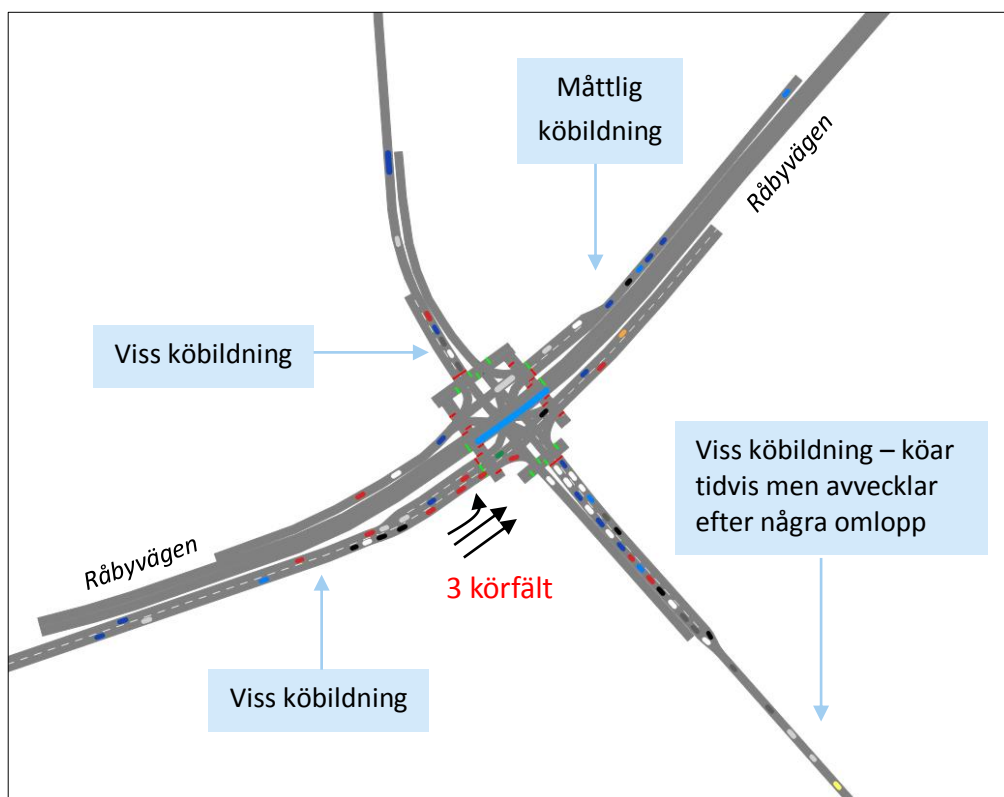 Måttlig
köbildning
Råbyvägen
Viss köbildning
Viss köbildning – köar
tidvis men avvecklar
efter några omlopp
Råbyvägen
3 körfält
Viss köbildning